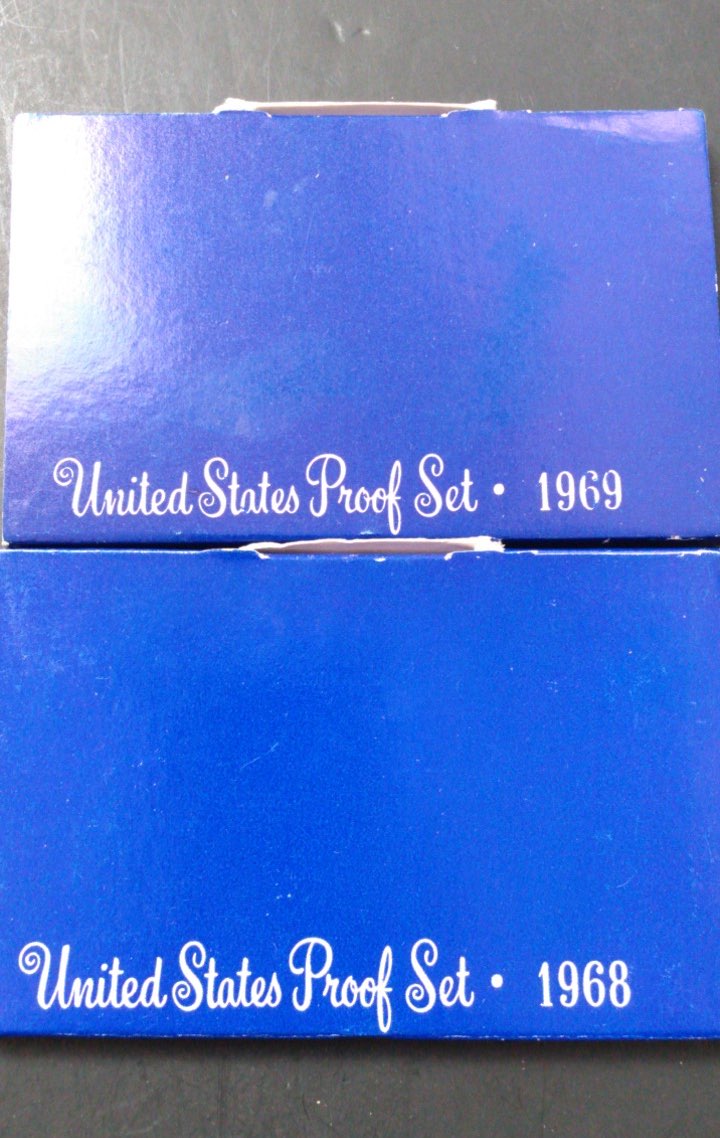 United States Proof Set • 1969
United States Proof Set • 1968